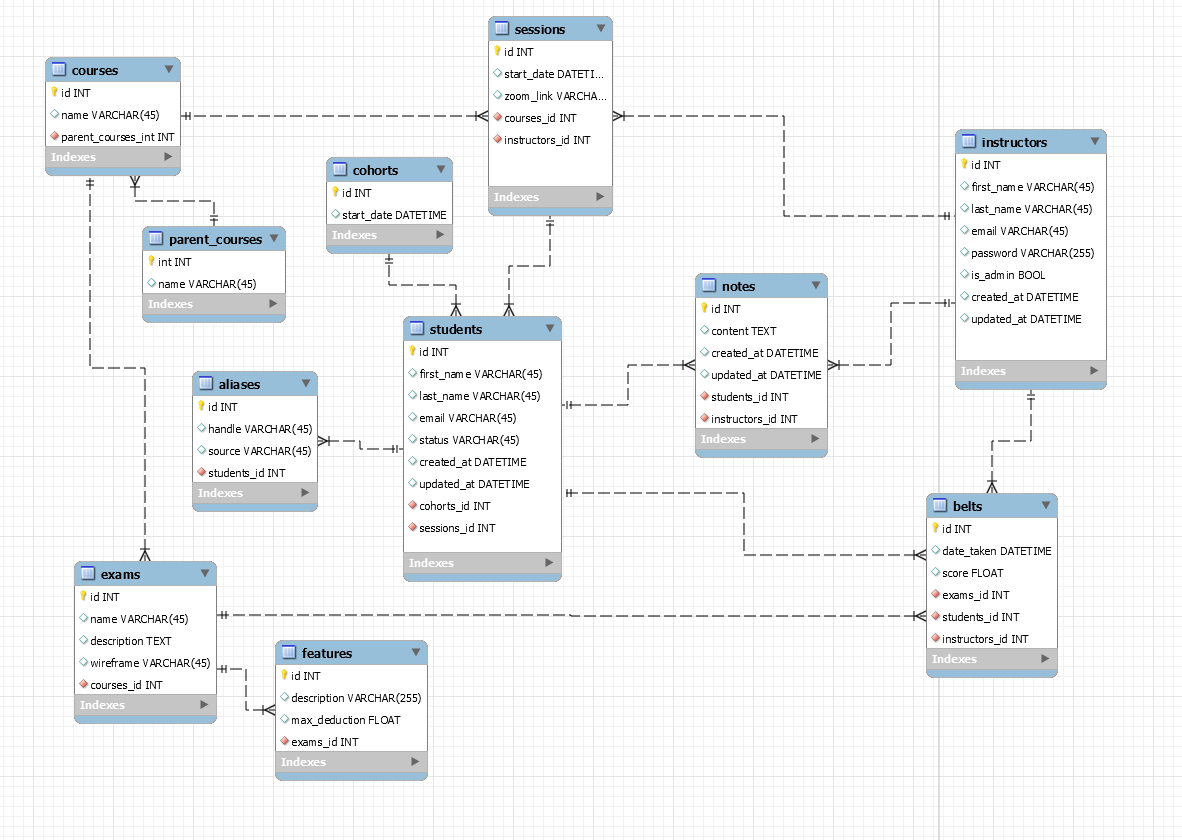 sessions
id INT
start_date DATETI...
zoom_link VARCHA...
courses_id INT
instructors_id INT
Indexes
courses
id INT
name VARCHAR(45)
parent_courses_int INT
Indexes
instructors
id INT
first_name VARCHAR(45)
last_name VARCHAR(45)
email VARCHAR(45)
password VARCHAR(255)
is_admin BOOL
created_at DATETIME
updated_at DATETIME
Indexes
cohorts
id INT
start_date DATETIME
Indexes
parent_courses
int INT
name VARCHAR(45)
Indexes
notes
id INT
content TEXT
created_at DATETIME
updated_at DATETIME
students_id INT
instructors_id INT
Indexes
students
id INT
first_name VARCHAR(45)
last_name VARCHAR(45)
email VARCHAR(45)
status VARCHAR(45)
created_at DATETIME
updated_at DATETIME
cohorts_id INT
sessions_id INT
Indexes
aliases
id INT
handle VARCHAR(45)
source VARCHAR(45)
students_id INT
Indexes
belts
id INT
date_taken DATETIME
score FLOAT
exams_id INT
students_id INT
instructors_id INT
Indexes
exams
id INT
name VARCHAR(45)
description TEXT
wireframe VARCHAR(45)
courses_id INT
Indexes
features
id INT
description VARCHAR(255)
max_deduction FLOAT
exams_id INT
Indexes